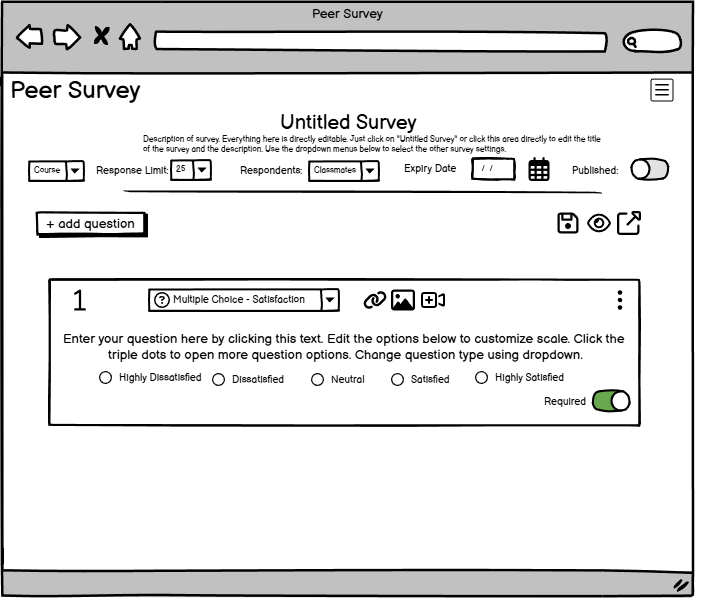 Peer Survey
Peer Survey
Untitled Survey
Description of survey. Everything here is directly editable. Just click on "Untitled Survey" or click this area directly to edit the title
of the survey and the description. Use the dropdown menus below to select the other survey settings.
Course Response Limit: 25 Respondents: Classmates Expiry Date / / Published:
+ add question
1 Multiple Choice - Satisfaction
Enter your question here by clicking this text. Edit the options below to customize scale. Click the
triple dots to open more question options. Change question type using dropdown.
Highly Dissatisfied Dissatisfied Neutral Satisfied Highly Satisfied
Required